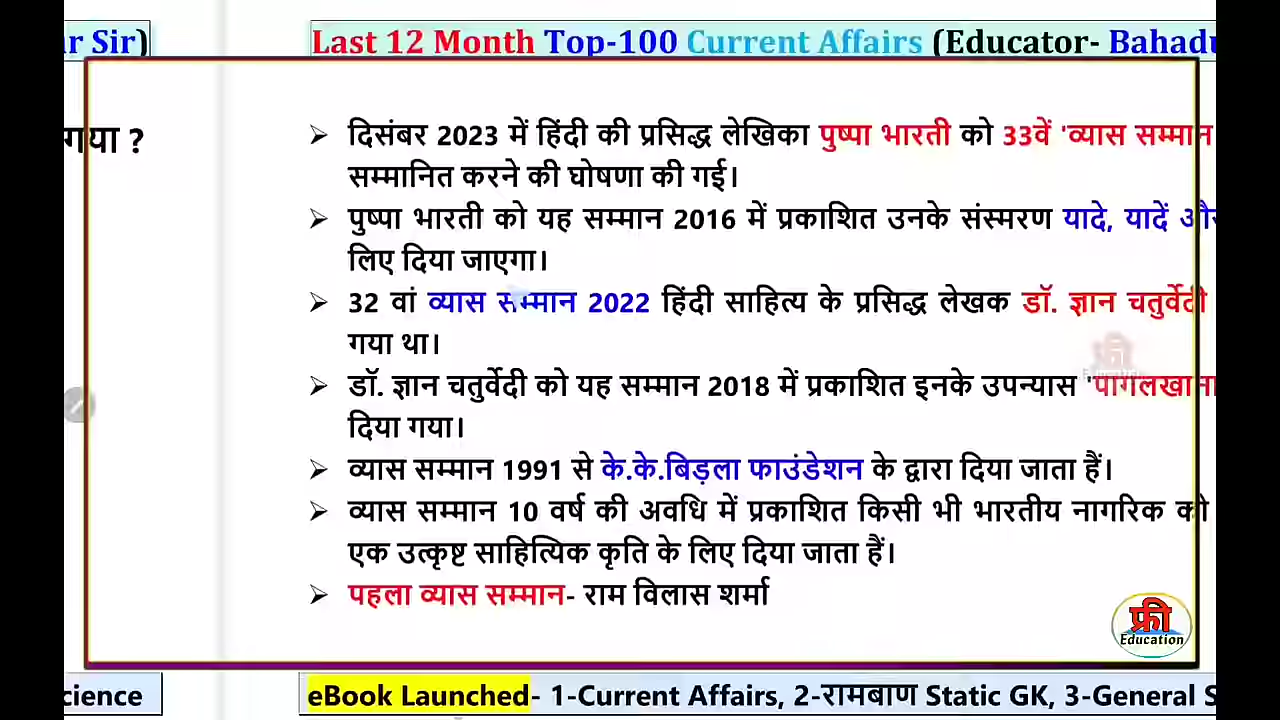 ur Sir)
Last 12 Month Top-100 Current Affairs (Educator- Bahadu
गया ?
➢ दिसंबर 2023 में हिंदी की प्रसिद्ध लेखिका पुष्पा भारती को 33वें 'व्यास सम्मान
सम्मानित करने की घोषणा की गई।
➢ पुष्पा भारती को यह सम्मान 2016 में प्रकाशित उनके संस्मरण यादे, यादें और
लिए दिया जाएगा।
➢ 32 वां व्यास सम्मान 2022 हिंदी साहित्य के प्रसिद्ध लेखक डॉ. ज्ञान चतुर्वेदी
गया था।
➢ डॉ. ज्ञान चतुर्वेदी को यह सम्मान 2018 में प्रकाशित इनके उपन्यास 'पागलखाना
दिया गया।
➢ व्यास सम्मान 1991 से के.के.बिड़ला फाउंडेशन के द्वारा दिया जाता हैं।
➢ व्यास सम्मान 10 वर्ष की अवधि में प्रकाशित किसी भी भारतीय नागरिक को
एक उत्कृष्ट साहित्यिक कृति के लिए दिया जाता हैं।
➢ पहला व्यास सम्मान- राम विलास शर्मा
फ्री
Education
cience
eBook Launched- 1-Current Affairs, 2-रामबाण Static GK, 3-General S